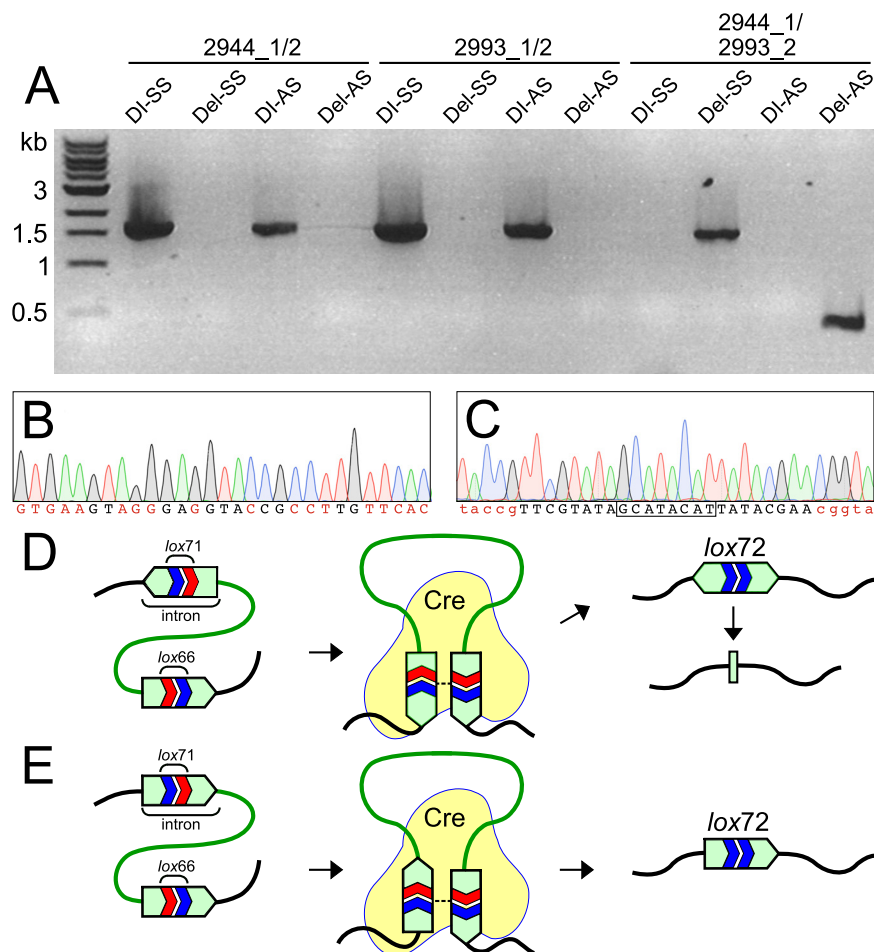 2944_1/2 2993_1/2 2944_1/
2993_2
A DI-SS Del-SS DI-AS Del-AS DI-SS Del-SS DI-AS Del-AS DI-SS Del-SS DI-AS Del-AS
kb
3
1.5
1
0.5
B C
GTGAAGTAGGGAGGTACCGCCTTGTTCAC taccgTTCGTATAGCATACATTATACGAAcggta
D lox71 Cre lox72
intron
lox66
E lox71 Cre lox72
intron
lox66